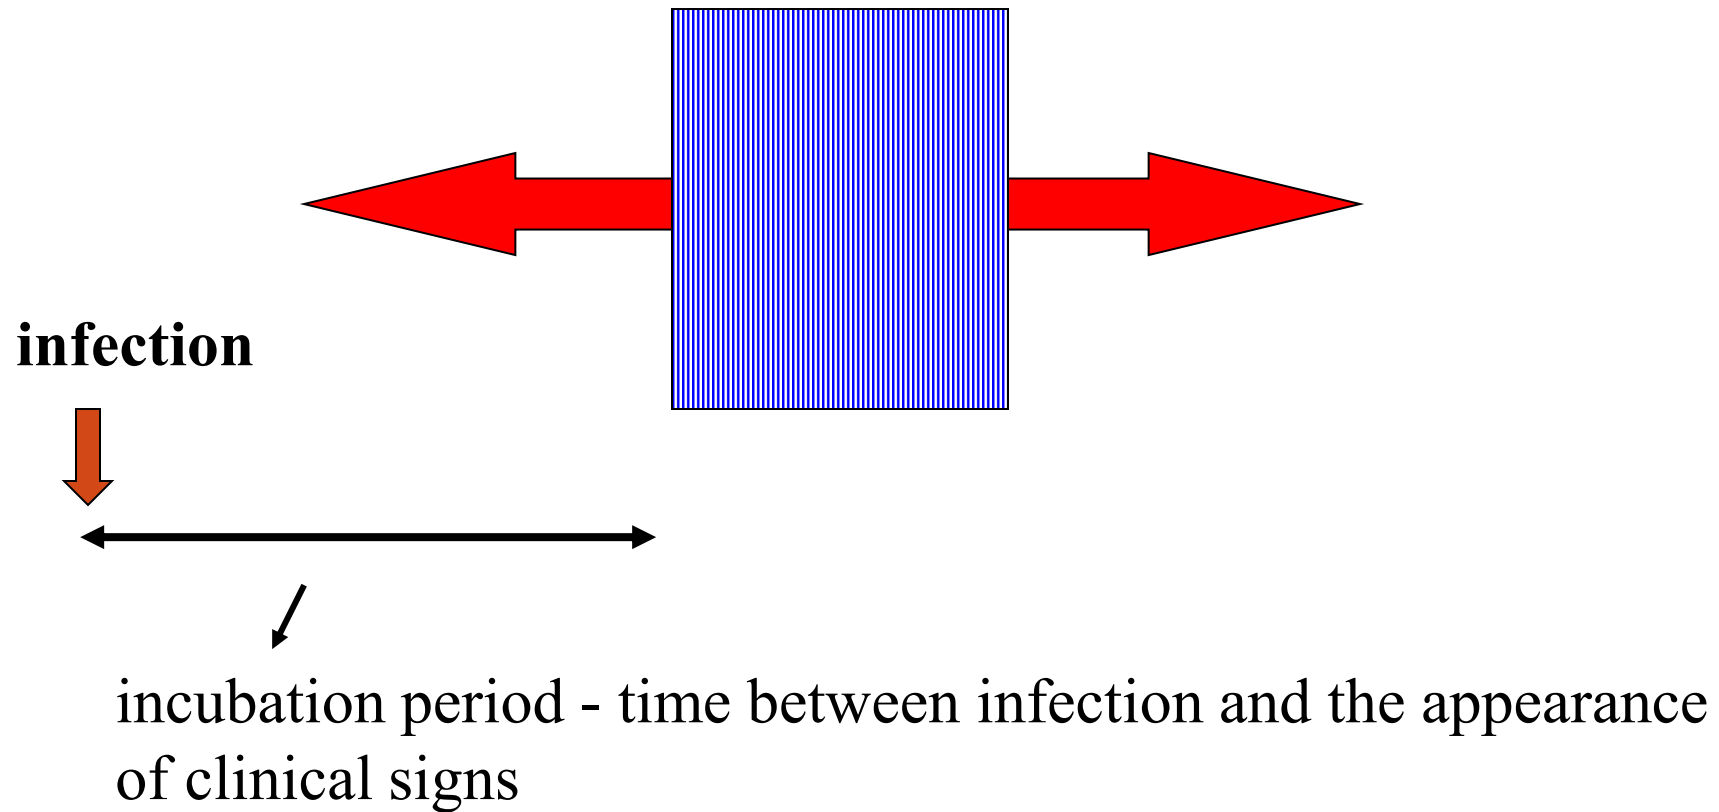 infection
incubation period - time between infection and the appearance
of clinical signs